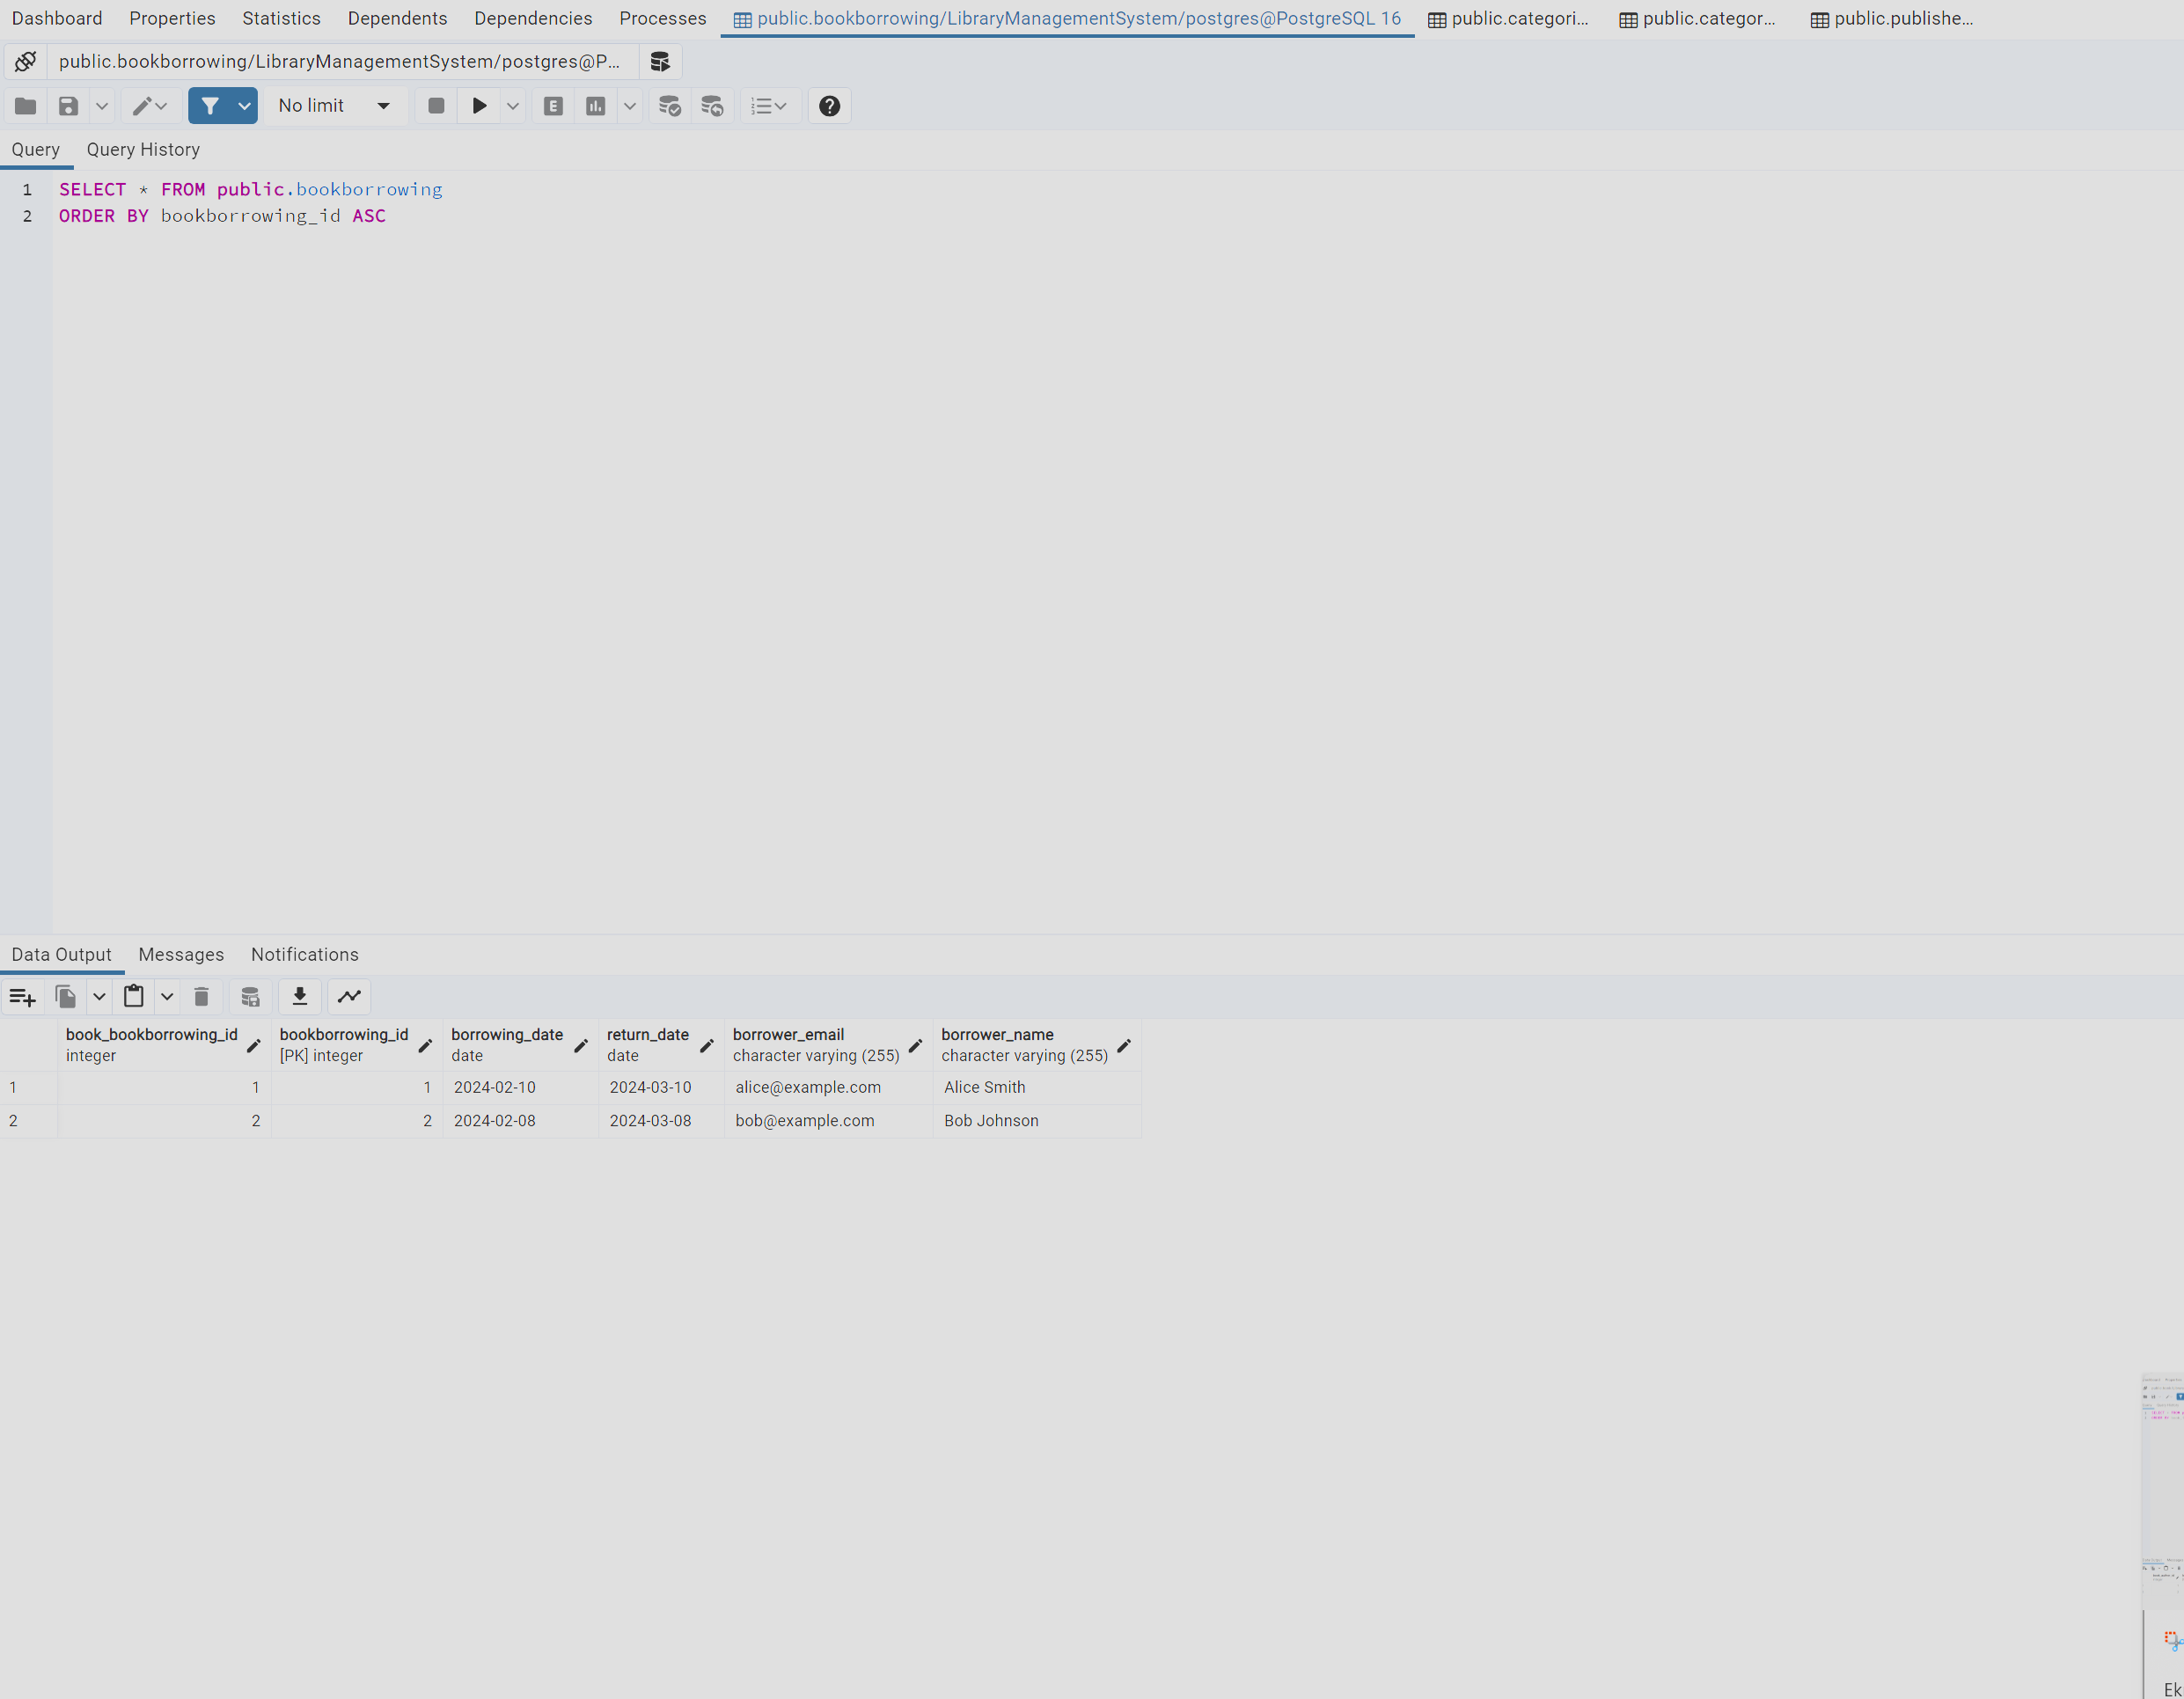 Dashboard Properties Statistics Dependents Dependencies Processes public.bookborrowing/LibraryManagementSystem/postgres@PostgreSQL 16 public.categori... public.categor... public.publishe...
public.bookborrowing/LibraryManagementSystem/postgres@P...
No limit E
Query Query History
1 SELECT * FROM public.bookborrowing
2 ORDER BY bookborrowing_id ASC
Data Output Messages Notifications
book_bookborrowing_id bookborrowing_id borrowing_date return_date borrower_email borrower_name
integer [PK] integer date date character varying (255) character varying (255)
1 1 1 2024-02-10 2024-03-10 alice@example.com Alice Smith
2 2 2 2024-02-08 2024-03-08 bob@example.com Bob Johnson
Ek